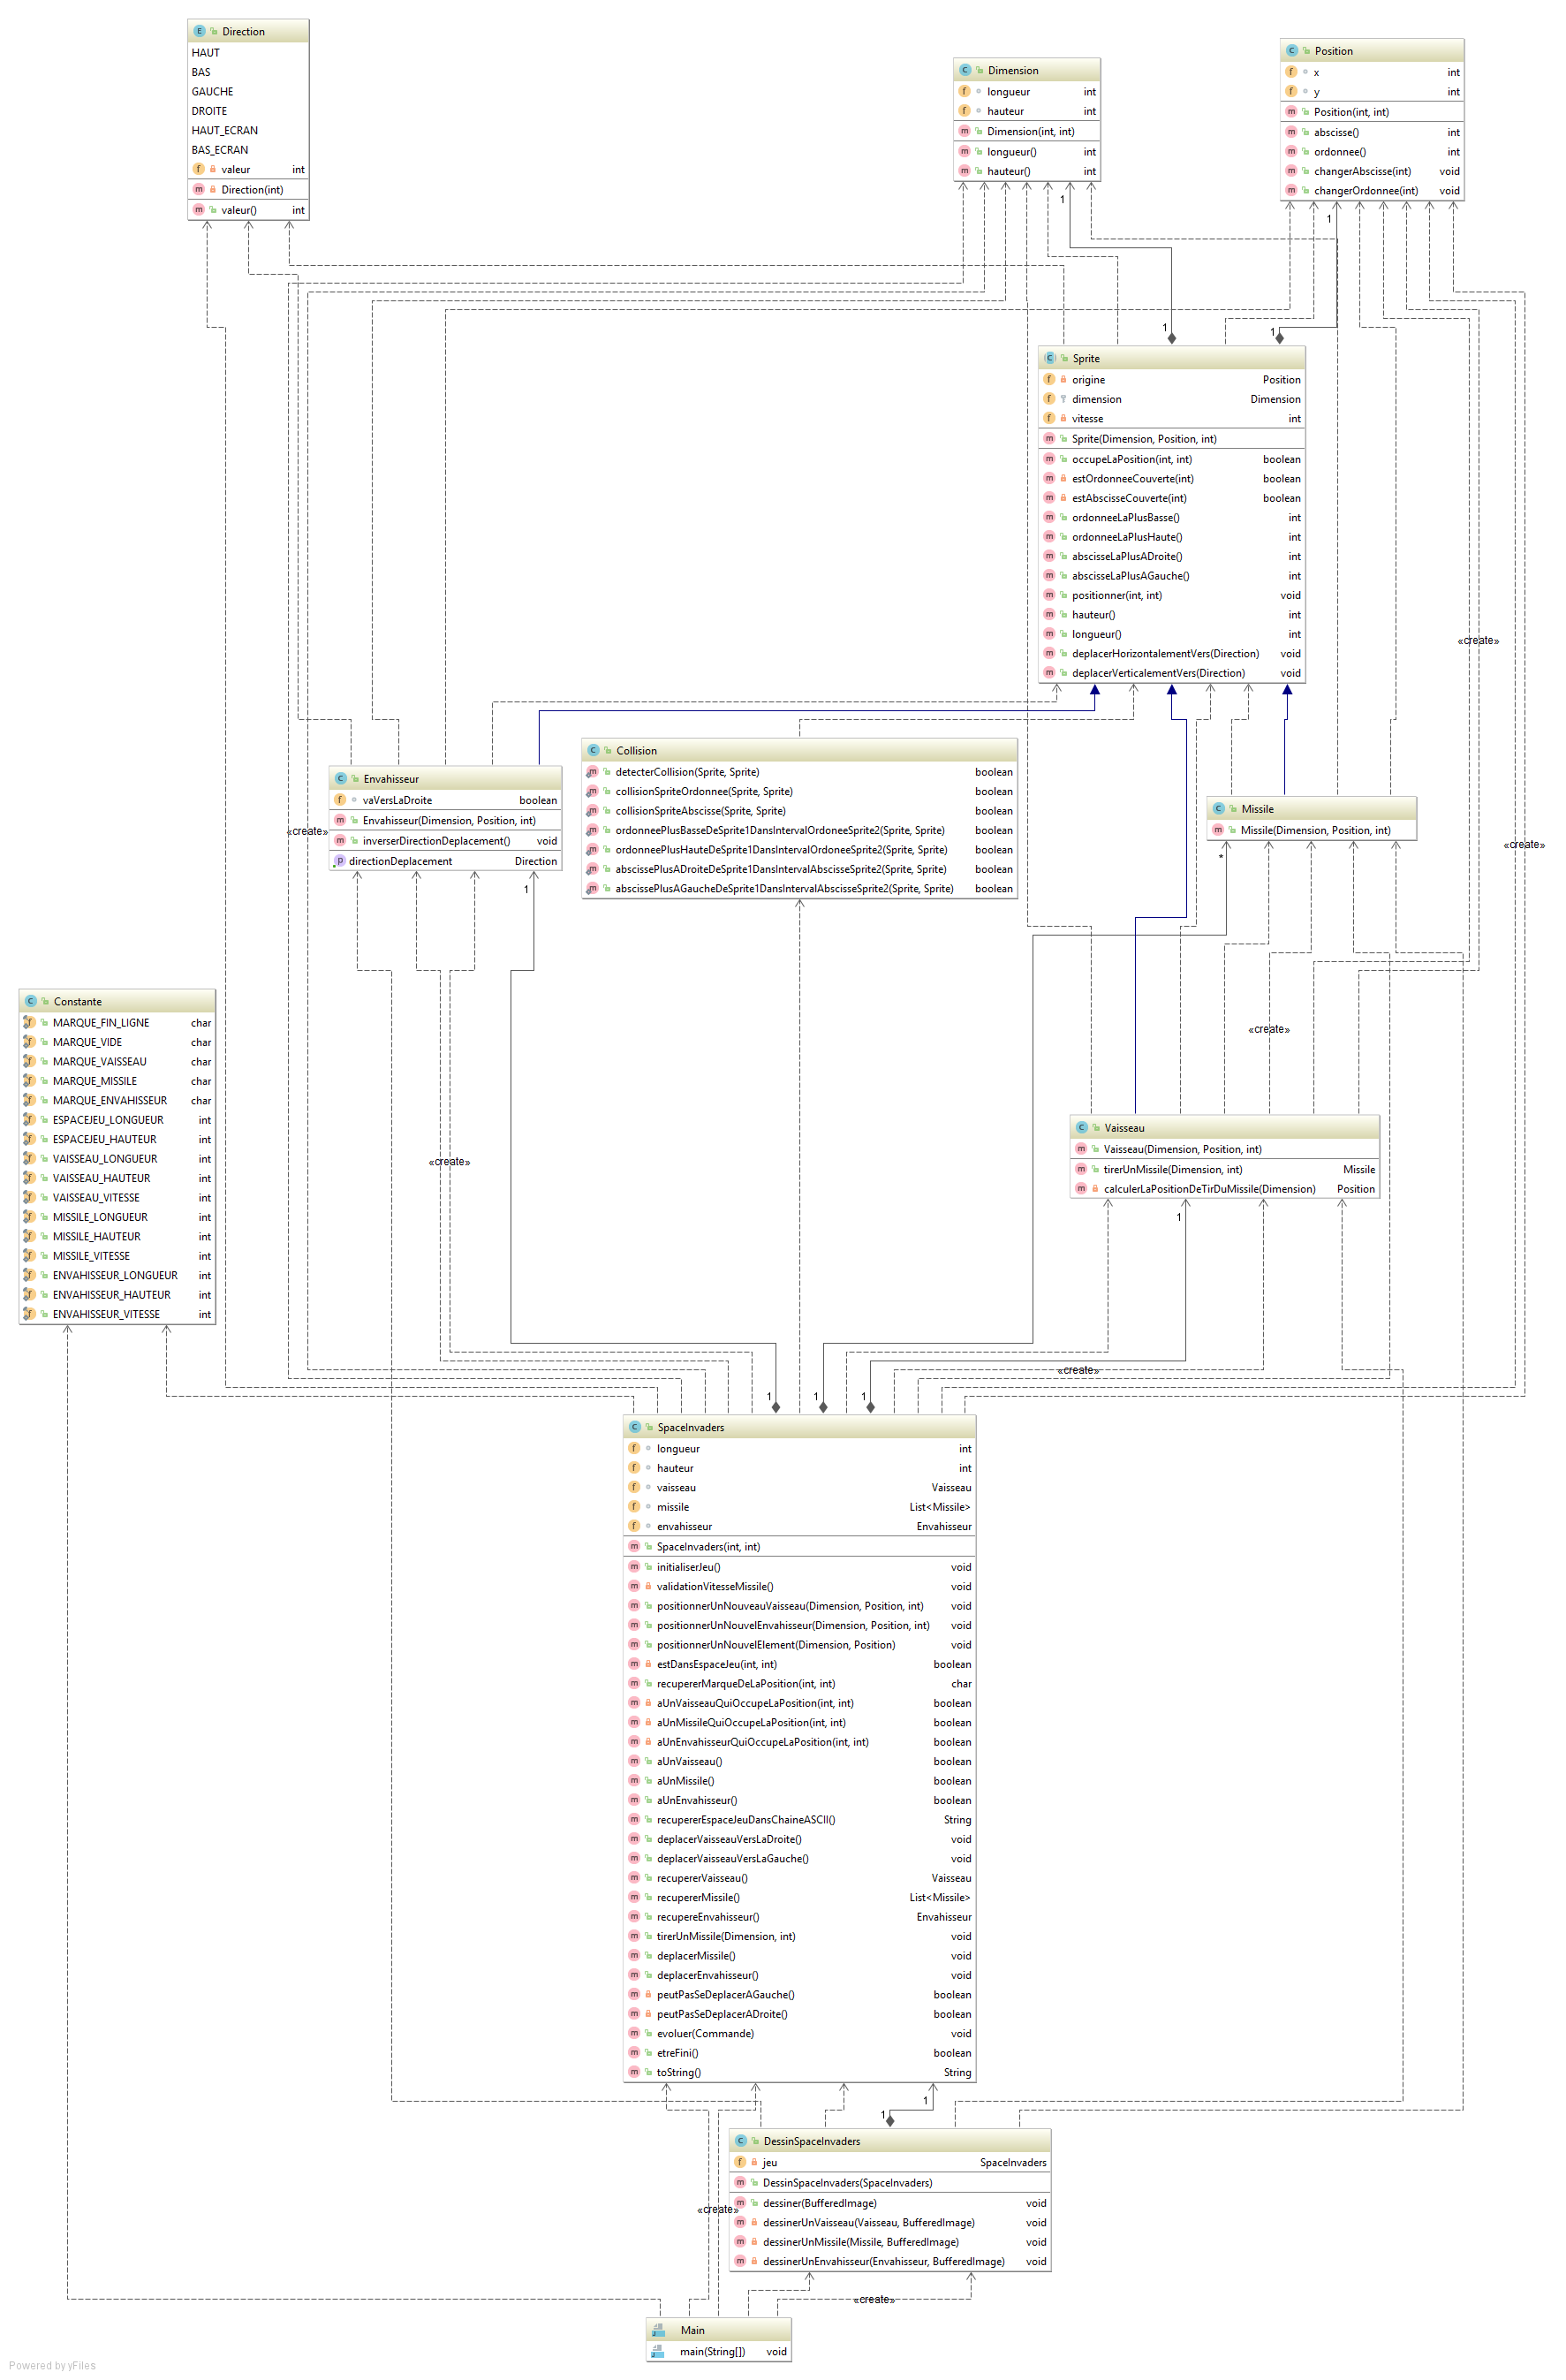 Direction
HAUT
BAS
GAUCHE
DROITE
HAUT_ECRAN
BAS_ECRAN
valeur int
Direction(int)
valeur() int
Dimension
longueur int
hauteur int
Dimension(int, int)
longueur() int
hauteur() int
Position
x int
y int
Position(int, int)
abscisse() int
ordonnee() int
changerAbscisse(int) void
changerOrdonnee(int) void
1
1
1
1
Sprite
origine Position
dimension Dimension
vitesse int
Sprite(Dimension, Position, int)
occupeLaPosition(int, int) boolean
estOrdonneeCouverte(int) boolean
estAbscisseCouverte(int) boolean
ordonneeLaPlusBasse() int
ordonneeLaPlusHaute() int
abscisseLaPlusADroite() int
abscisseLaPlusAGauche() int
positionner(int, int) void
hauteur() int
longueur() int
deplacerHorizontalementVers(Direction) void
deplacerVerticalementVers(Direction) void
«create»
Collision
detecterCollision(Sprite, Sprite) boolean
collisionSpriteOrdonnee(Sprite, Sprite) boolean
collisionSpriteAbscisse(Sprite, Sprite) boolean
ordonneePlusBasseDeSprite1DansIntervalOrdoneeSprite2(Sprite, Sprite) boolean
ordonneePlusHauteDeSprite1DansIntervalOrdoneeSprite2(Sprite, Sprite) boolean
abscissePlusADroiteDeSprite1DansIntervalAbscisseSprite2(Sprite, Sprite) boolean
abscissePlusAGaucheDeSprite1DansIntervalAbscisseSprite2(Sprite, Sprite) boolean
Envahisseur
vaVersLaDroite boolean
Envahisseur(Dimension, Position, int)
inverserDirectionDeplacement() void
directionDeplacement Direction
«create»
1
Missile
Missile(Dimension, Position, int)
*
«create»
Constante
MARQUE_FIN_LIGNE char
MARQUE_VIDE char
MARQUE_VAISSEAU char
MARQUE_MISSILE char
MARQUE_ENVAHISSEUR char
ESPACEJEU_LONGUEUR int
ESPACEJEU_HAUTEUR int
VAISSEAU_LONGUEUR int
VAISSEAU_HAUTEUR int
VAISSEAU_VITESSE int
MISSILE_LONGUEUR int
MISSILE_HAUTEUR int
MISSILE_VITESSE int
ENVAHISSEUR_LONGUEUR int
ENVAHISSEUR_HAUTEUR int
ENVAHISSEUR_VITESSE int
«create»
«create»
Vaisseau
Vaisseau(Dimension, Position, int)
tirerUnMissile(Dimension, int) Missile
calculerLaPositionDeTirDuMissile(Dimension) Position
1
«create»
1
1
1
SpaceInvaders
longueur int
hauteur int
vaisseau Vaisseau
missile List<Missile>
envahisseur Envahisseur
SpaceInvaders(int, int)
initialiserJeu() void
validationVitesseMissile() void
positionnerUnNouveauVaisseau(Dimension, Position, int) void
positionnerUnNouvelEnvahisseur(Dimension, Position, int) void
positionnerUnNouvelElement(Dimension, Position) void
estDansEspaceJeu(int, int) boolean
recupererMarqueDeLaPosition(int, int) char
aUnVaisseauQuiOccupeLaPosition(int, int) boolean
aUnMissileQuiOccupeLaPosition(int, int) boolean
aUnEnvahisseurQuiOccupeLaPosition(int, int) boolean
aUnVaisseau() boolean
aUnMissile() boolean
aUnEnvahisseur() boolean
recupererEspaceJeuDansChaineASCII() String
deplacerVaisseauVersLaDroite() void
deplacerVaisseauVersLaGauche() void
recupererVaisseau() Vaisseau
recupererMissile() List<Missile>
recupereEnvahisseur() Envahisseur
tirerUnMissile(Dimension, int) void
deplacerMissile() void
deplacerEnvahisseur() void
peutPasSeDeplacerAGauche() boolean
peutPasSeDeplacerADroite() boolean
evoluer(Commande) void
etreFini() boolean
toString() String
1
1
DessinSpaceInvaders
jeu SpaceInvaders
DessinSpaceInvaders(SpaceInvaders)
dessiner(BufferedImage) void
dessinerUnVaisseau(Vaisseau, BufferedImage) void
dessinerUnMissile(Missile, BufferedImage) void
dessinerUnEnvahisseur(Envahisseur, BufferedImage) void
«create»
«create»
Main
main(String[]) void
Powered by yFiles